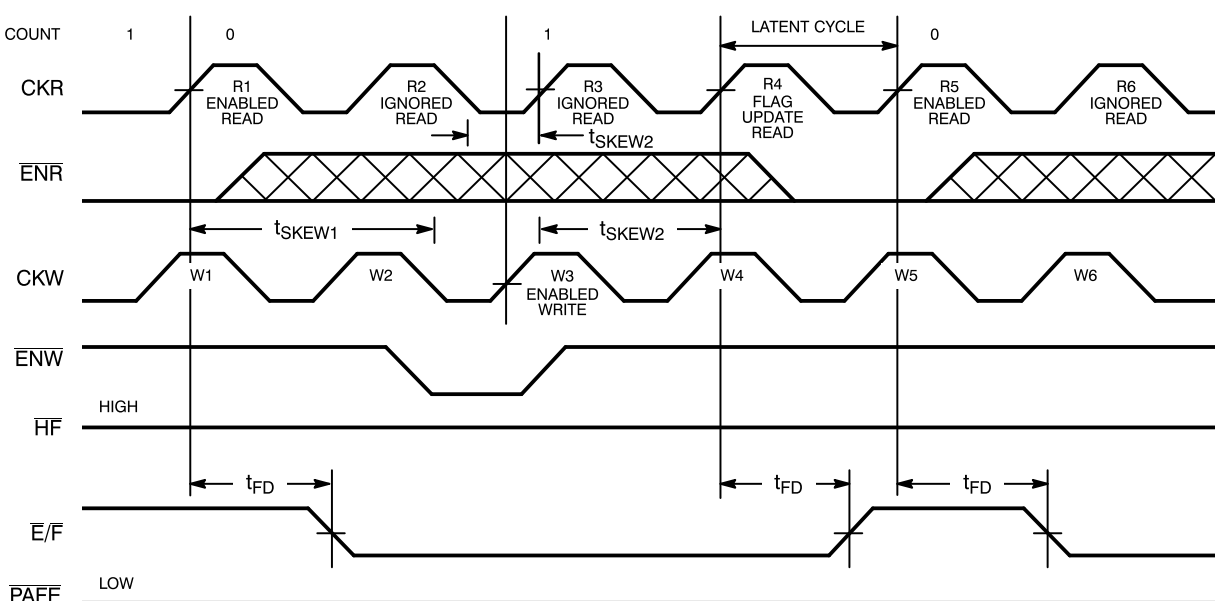 COUNT 1 0 1 LATENT CYCLE 0
CKR
R1 ENABLED READ
R2 IGNORED READ
R3 IGNORED READ
R4 FLAG UPDATE READ
R5 ENABLED READ
R6 IGNORED READ
tSKEW2
ENR
tSKEW1 tSKEW2
CKW
W1 W2 W3 W4 W5 W6
ENABLED
WRITE
ENW
HIGH
HF
tFD tFD tFD
E/F
LOW
PAFE